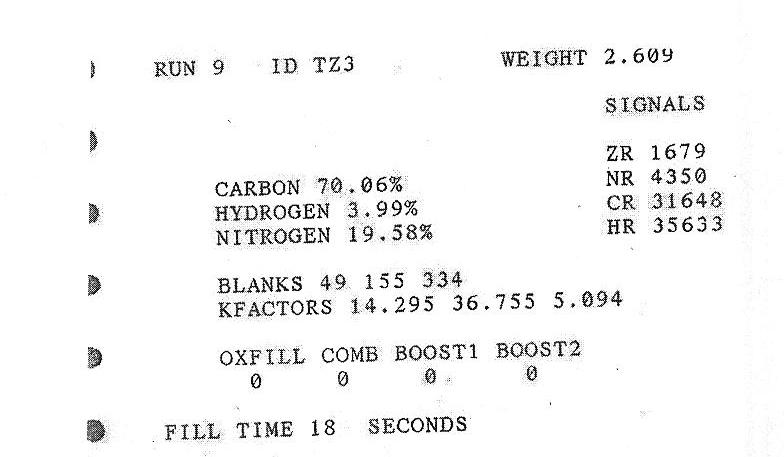 RUN 9 ID TZ3 WEIGHT 2.609
SIGNALS
ZR 1679
CARBON 70.06% NR 4350
HYDROGEN 3.99% CR 31648
NITROGEN 19.58% HR 35633
BLANKS 49 155 334
KFACTORS 14.295 36.755 5.094
OXFILL COMB BOOST1 BOOST2
0 0 0 0
FILL TIME 18 SECONDS